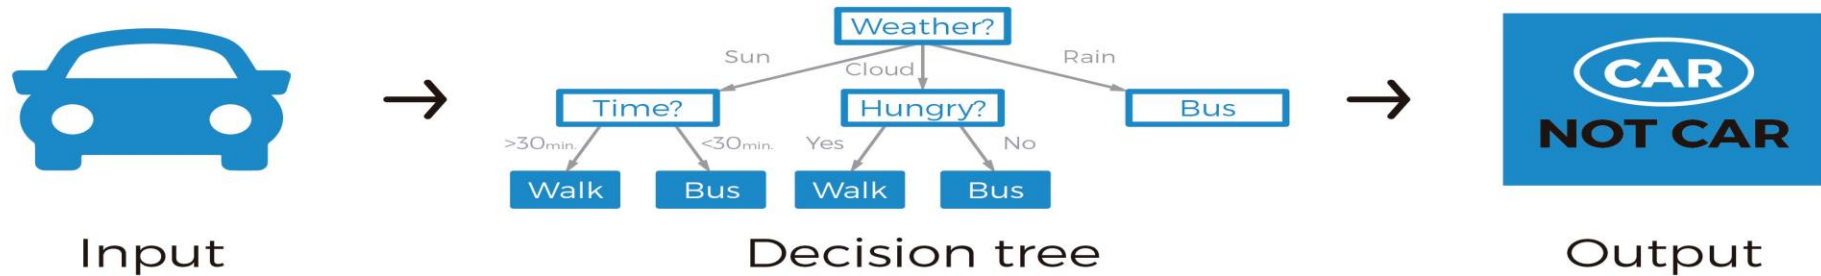 Weather?
Sun
Cloud
Rain
Time?
Hungry?
Bus
>30min.
<30min.
Yes
No
Walk
Bus
Walk
Bus
CAR
NOT CAR
Input
Decision tree
Output